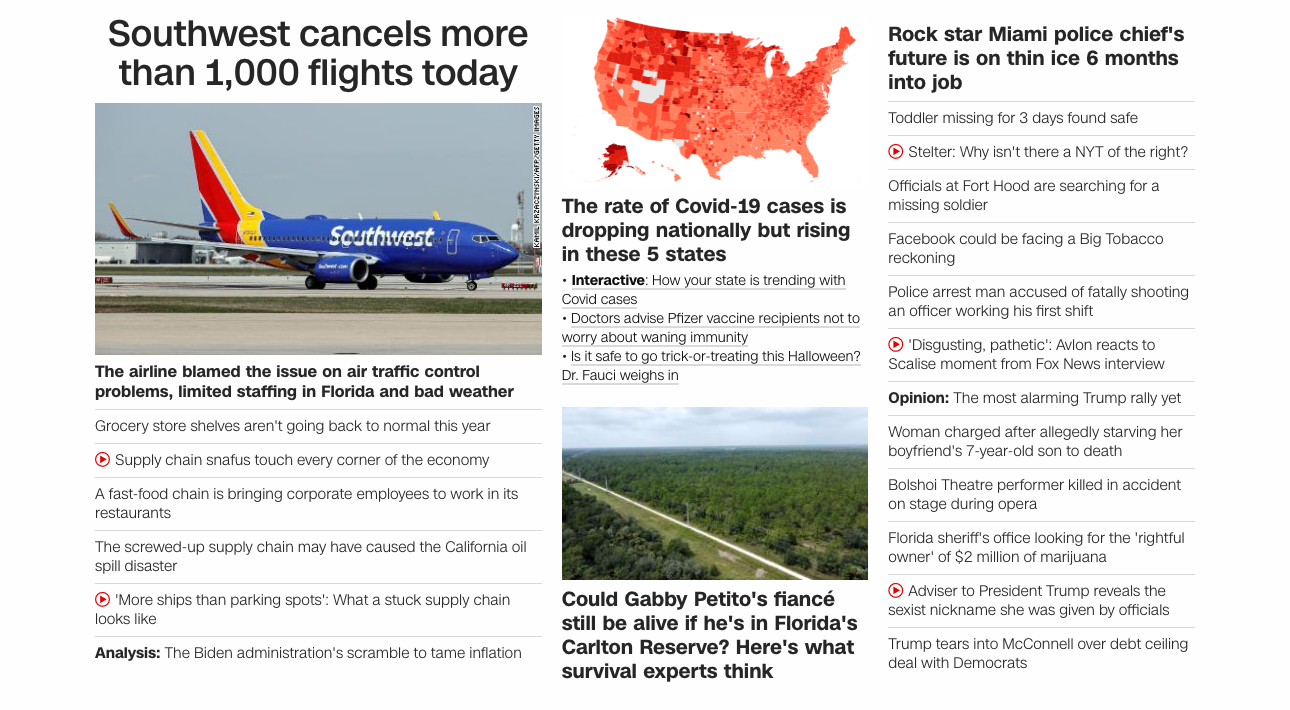 Southwest cancels more
than 1,000 flights today
KAMIL KRZACZYNSKI/AFP/GETTY IMAGES
Southwest
Southwest.com
The airline blamed the issue on air traffic control
problems, limited staffing in Florida and bad weather
Grocery store shelves aren't going back to normal this year
Supply chain snafus touch every corner of the economy
A fast-food chain is bringing corporate employees to work in its
restaurants
The screwed-up supply chain may have caused the California oil
spill disaster
'More ships than parking spots': What a stuck supply chain
looks like
Analysis: The Biden administration's scramble to tame inflation
The rate of Covid-19 cases is
dropping nationally but rising
in these 5 states
• Interactive: How your state is trending with
Covid cases
• Doctors advise Pfizer vaccine recipients not to
worry about waning immunity
• Is it safe to go trick-or-treating this Halloween?
Dr. Fauci weighs in
Could Gabby Petito's fiancé
still be alive if he's in Florida's
Carlton Reserve? Here's what
survival experts think
Rock star Miami police chief's
future is on thin ice 6 months
into job
Toddler missing for 3 days found safe
Stelter: Why isn't there a NYT of the right?
Officials at Fort Hood are searching for a
missing soldier
Facebook could be facing a Big Tobacco
reckoning
Police arrest man accused of fatally shooting
an officer working his first shift
'Disgusting, pathetic': Avlon reacts to
Scalise moment from Fox News interview
Opinion: The most alarming Trump rally yet
Woman charged after allegedly starving her
boyfriend's 7-year-old son to death
Bolshoi Theatre performer killed in accident
on stage during opera
Florida sheriff's office looking for the 'rightful
owner' of $2 million of marijuana
Adviser to President Trump reveals the
sexist nickname she was given by officials
Trump tears into McConnell over debt ceiling
deal with Democrats